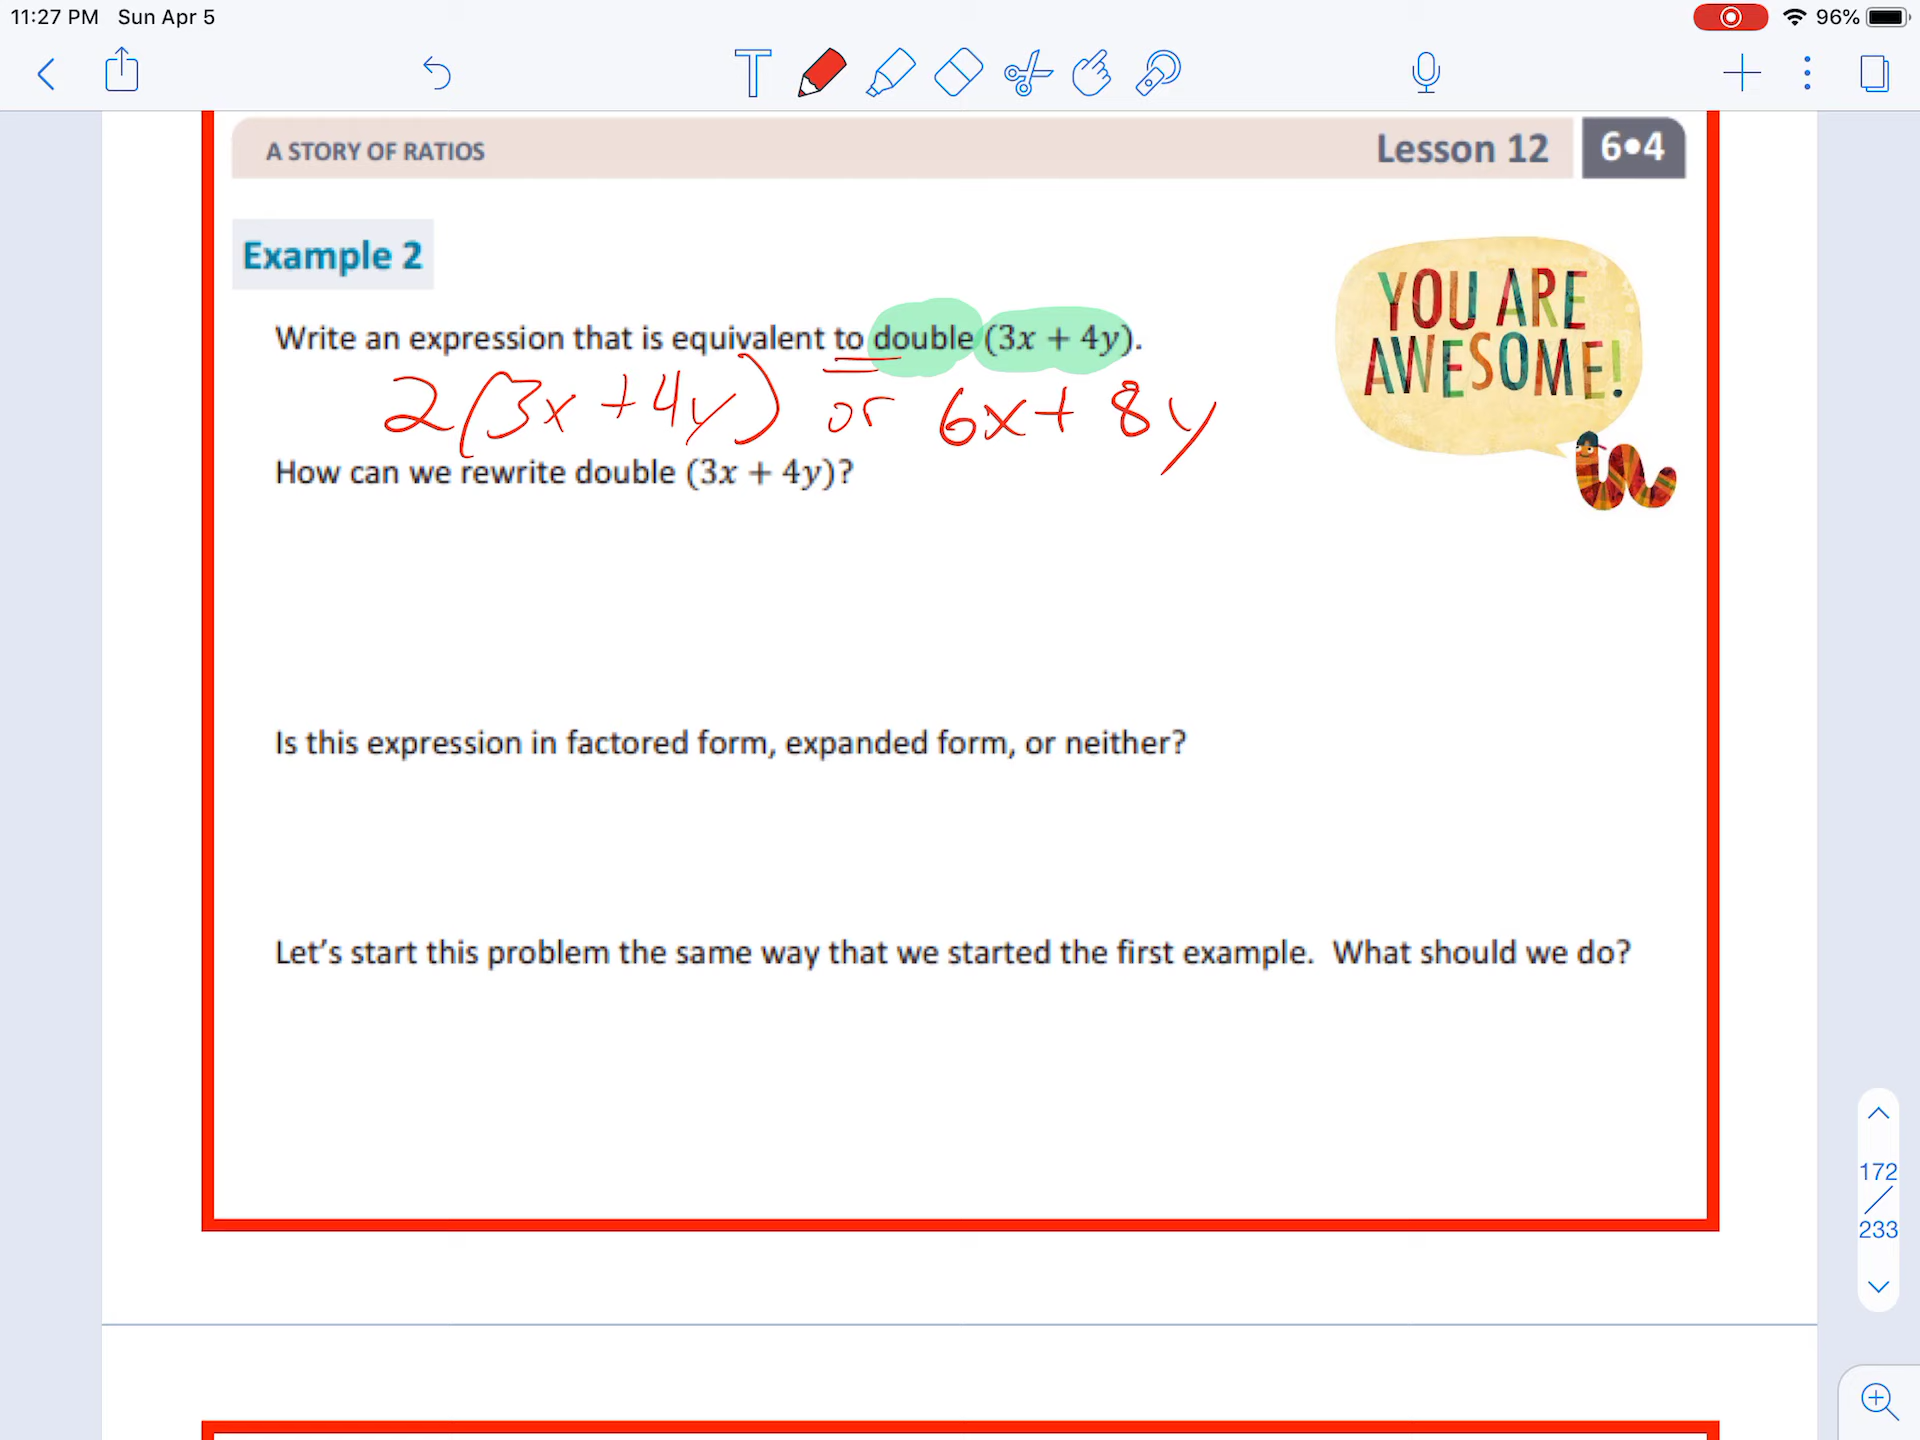 11:27 PM Sun Apr 5
96%
T
A STORY OF RATIOS
Lesson 12
6•4
Example 2
YOU ARE
AWESOME!
Write an expression that is equivalent to double (3x + 4y).
2(3x + 4y) or 6x + 8y
How can we rewrite double (3x + 4y)?
Is this expression in factored form, expanded form, or neither?
Let's start this problem the same way that we started the first example. What should we do?
172
/
233